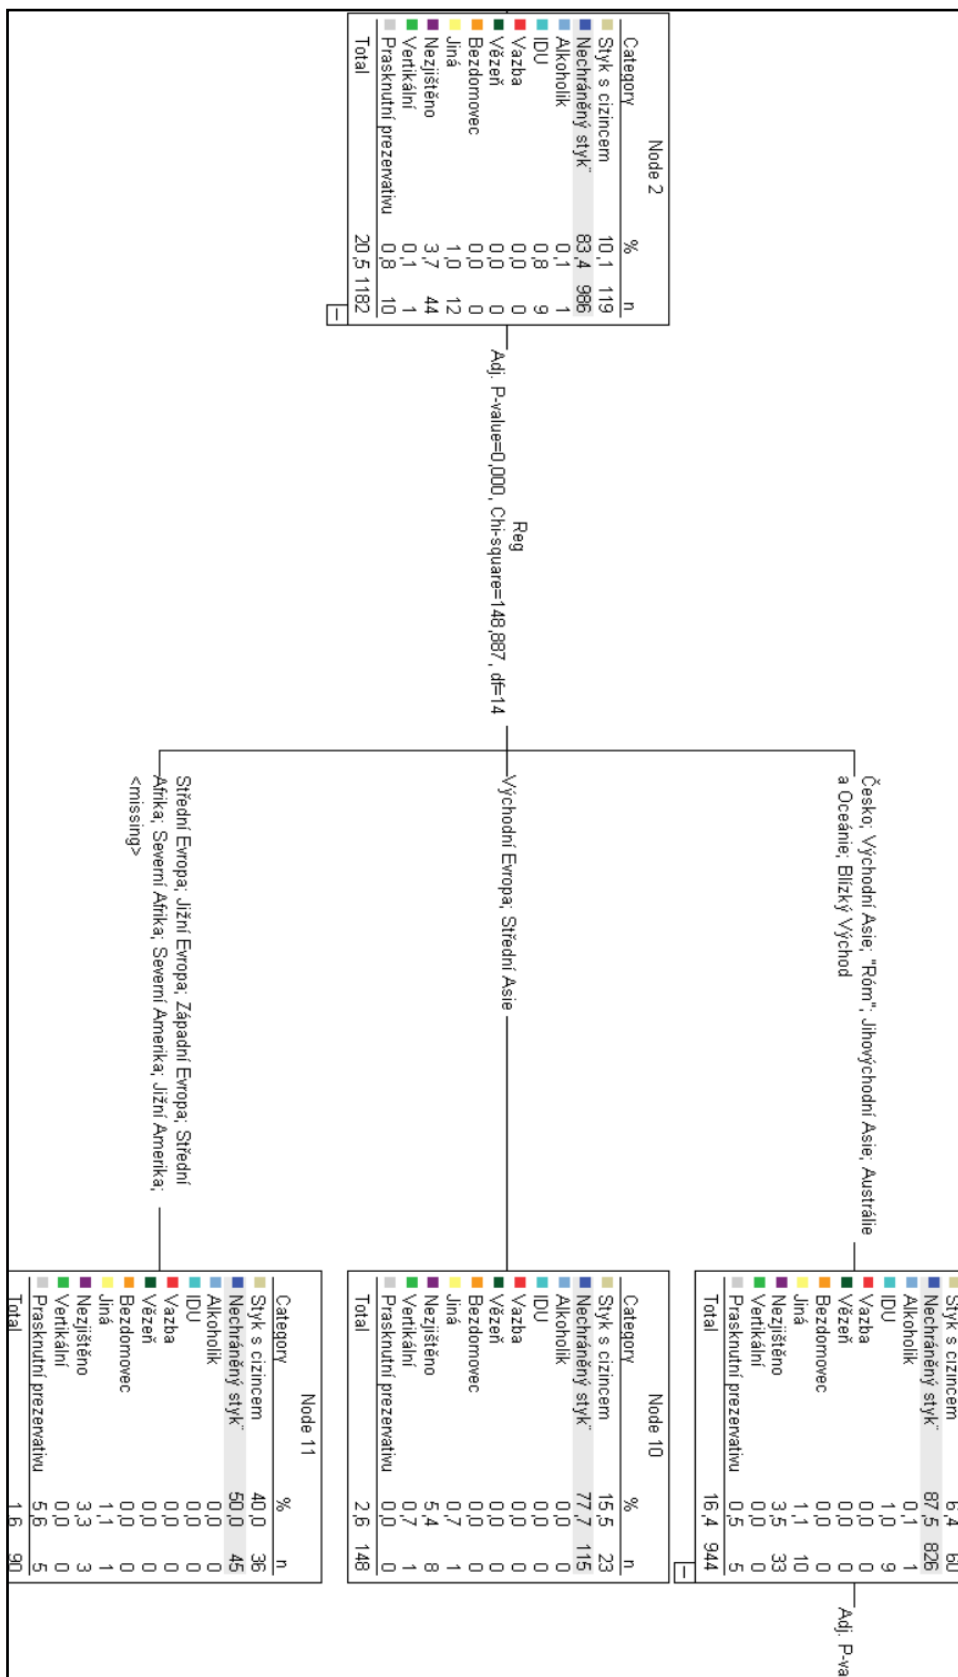 Node 2
Category % n
Styk s cizincem 10,1 119
Nechráněný styk¨ 83,4 986
Alkoholik 0,1 1
IDU 0,8 9
Vazba 0,0 0
Vězeň 0,0 0
Bezdomovec 0,0 0
Jiná 1,0 12
Nezjištěno 3,7 44
Vertikální 0,1 1
Prasknutní prezervativu 0,8 10
Total 20,5 1182
Reg
Adj. P-value=0,000, Chi-square=148,887, df=14
Česko; Východní Asie; "Róm"; Jihovýchodní Asie; Austrálie
a Oceánie; Blízký Východ
Východní Evropa; Střední Asie
Střední Evropa; Jižní Evropa; Západní Evropa; Střední
Afrika; Severní Afrika; Severní Amerika; Jižní Amerika;
<missing>
Styk s cizincem 6,4 60
Nechráněný styk¨ 87,5 826
Alkoholik 0,1 1
IDU 1,0 9
Vazba 0,0 0
Vězeň 0,0 0
Bezdomovec 0,0 0
Jiná 1,1 10
Nezjištěno 3,5 33
Vertikální 0,0 0
Prasknutní prezervativu 0,5 5
Total 16,4 944
Adj. P-va
Node 10
Category % n
Styk s cizincem 15,5 23
Nechráněný styk¨ 77,7 115
Alkoholik 0,0 0
IDU 0,0 0
Vazba 0,0 0
Vězeň 0,0 0
Bezdomovec 0,0 0
Jiná 0,7 1
Nezjištěno 5,4 8
Vertikální 0,7 1
Prasknutní prezervativu 0,0 0
Total 2,6 148
Node 11
Category % n
Styk s cizincem 40,0 36
Nechráněný styk¨ 50,0 45
Alkoholik 0,0 0
IDU 0,0 0
Vazba 0,0 0
Vězeň 0,0 0
Bezdomovec 0,0 0
Jiná 1,1 1
Nezjištěno 3,3 3
Vertikální 0,0 0
Prasknutní prezervativu 5,6 5
Total 1,6 90